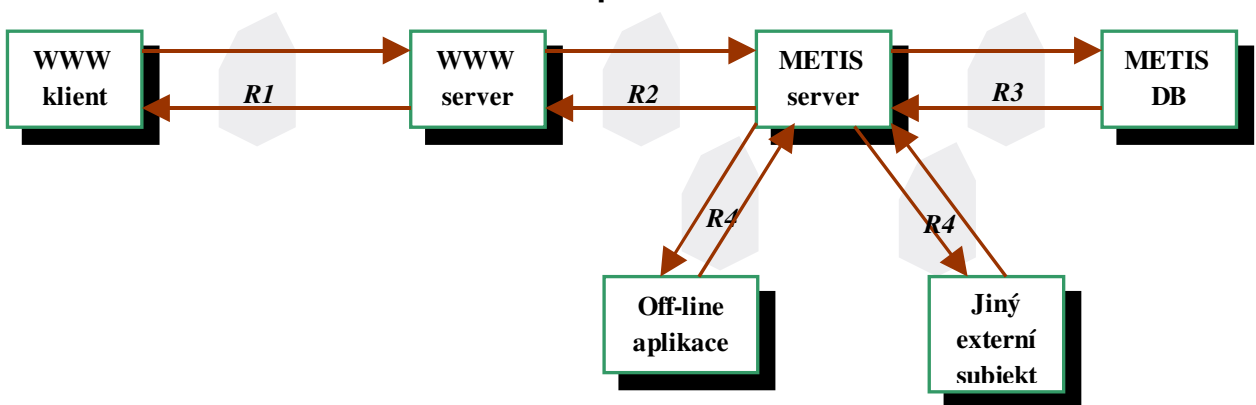 WWW
klient
R1
WWW
server
R2
METIS
server
R3
METIS
DB
R4
R4
Off-line
aplikace
Jiný
externí
subjekt